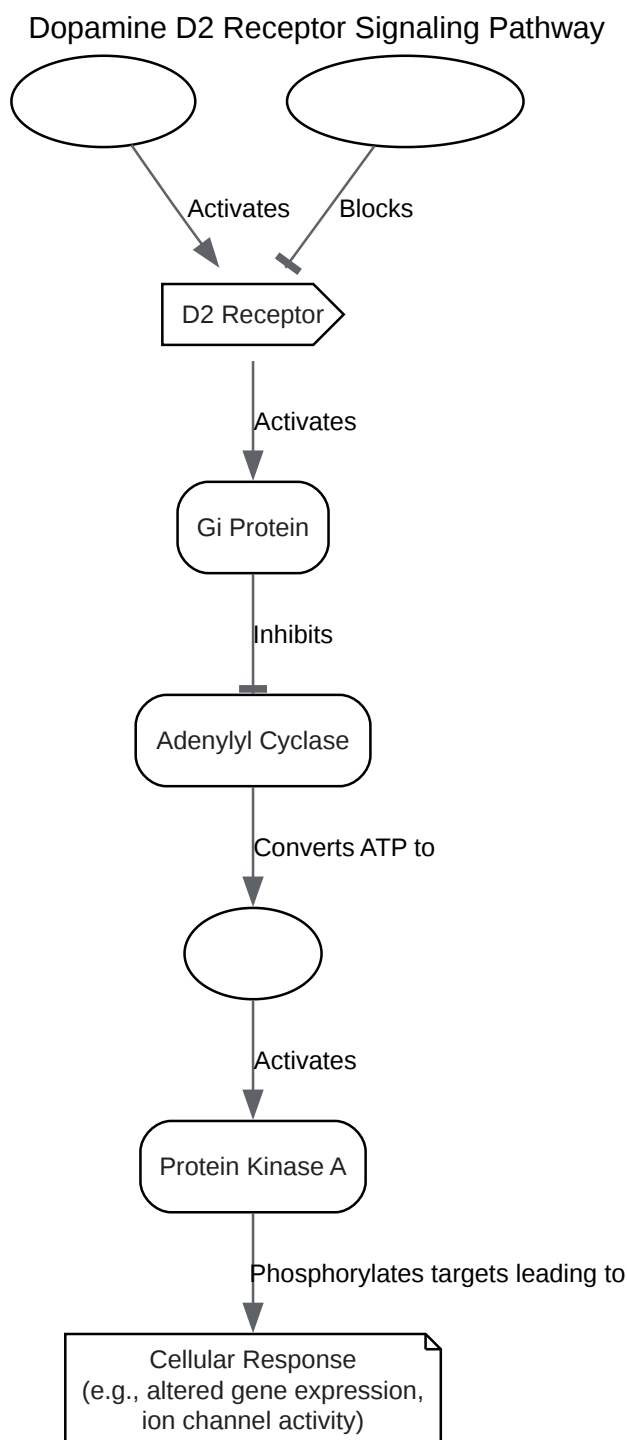 Dopamine D2 Receptor Signaling Pathway
Activates
Blocks
D2 Receptor
Activates
Gi Protein
Inhibits
Adenylyl Cyclase
Converts ATP to
Activates
Protein Kinase A
Phosphorylates targets leading to
Cellular Response
(e.g., altered gene expression,
ion channel activity)